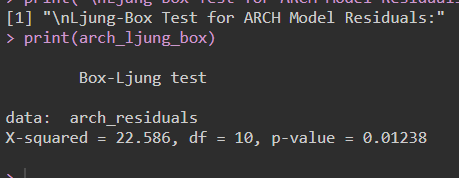 [1] "\nLjung-Box Test for ARCH Model Residuals:"
> print(arch_ljung_box)
Box-Ljung test
data:  arch_residuals
X-squared = 22.586, df = 10, p-value = 0.01238
>